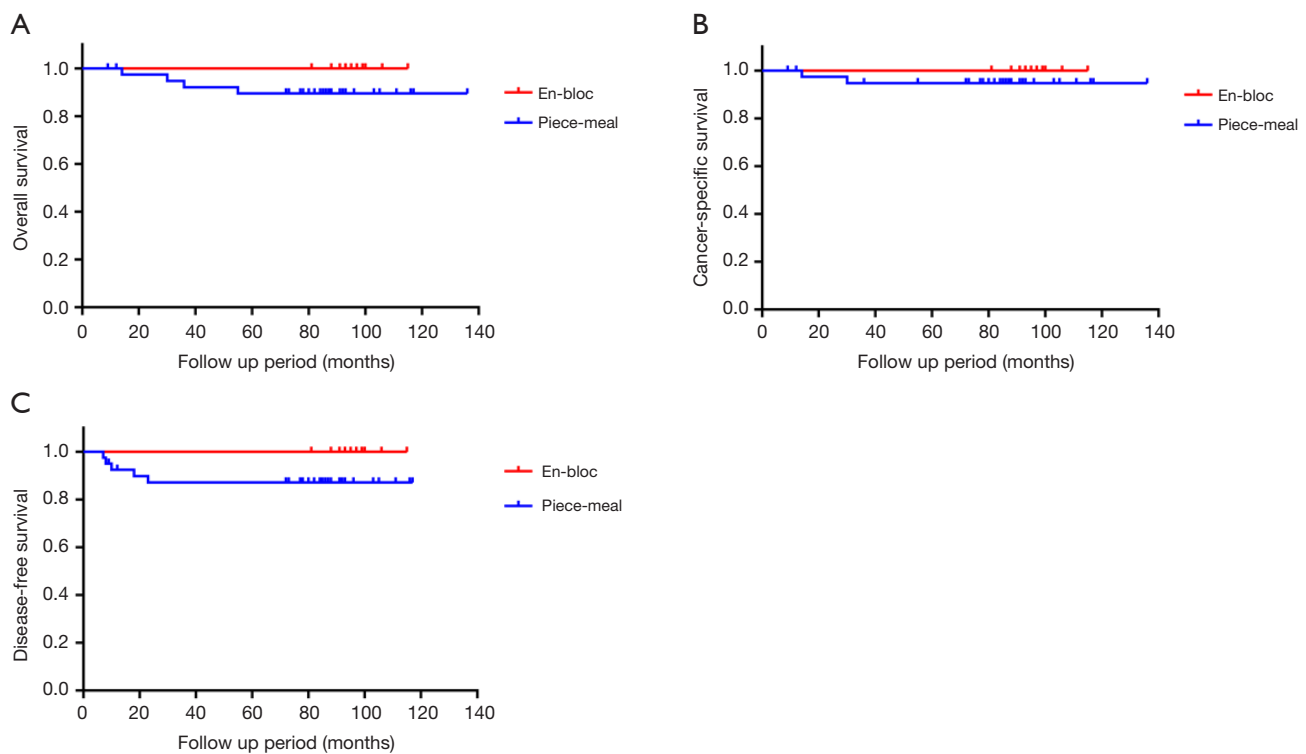 A
Overall survival
1.0
0.8
0.6
0.4
0.2
0.0
0 20 40 60 80 100 120 140
Follow up period (months)
En-bloc
Piece-meal
B
Cancer-specific survival
1.0
0.8
0.6
0.4
0.2
0.0
0 20 40 60 80 100 120 140
Follow up period (months)
En-bloc
Piece-meal
C
Disease-free survival
1.0
0.8
0.6
0.4
0.2
0.0
0 20 40 60 80 100 120 140
Follow up period (months)
En-bloc
Piece-meal